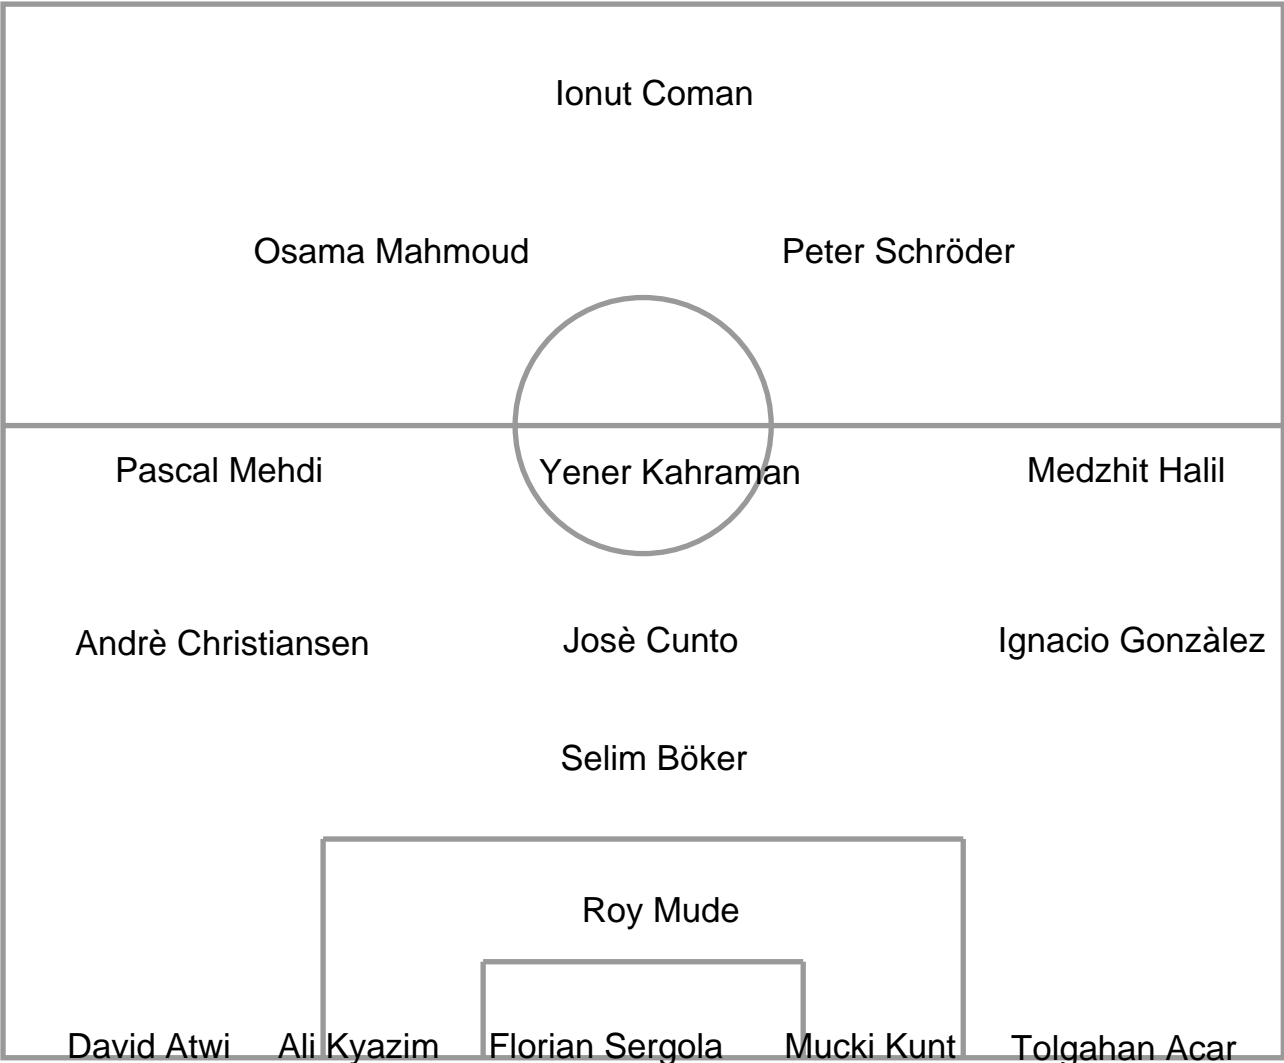 Ionut Coman
Osama Mahmoud Peter Schröder
Pascal Mehdi Yener Kahraman Medzhit Halil
Andrè Christiansen Josè Cunto Ignacio Gonzàlez
Selim Böker
Roy Mude
David Atwi Ali Kyazim Florian Sergola Mucki Kunt Tolgahan Acar